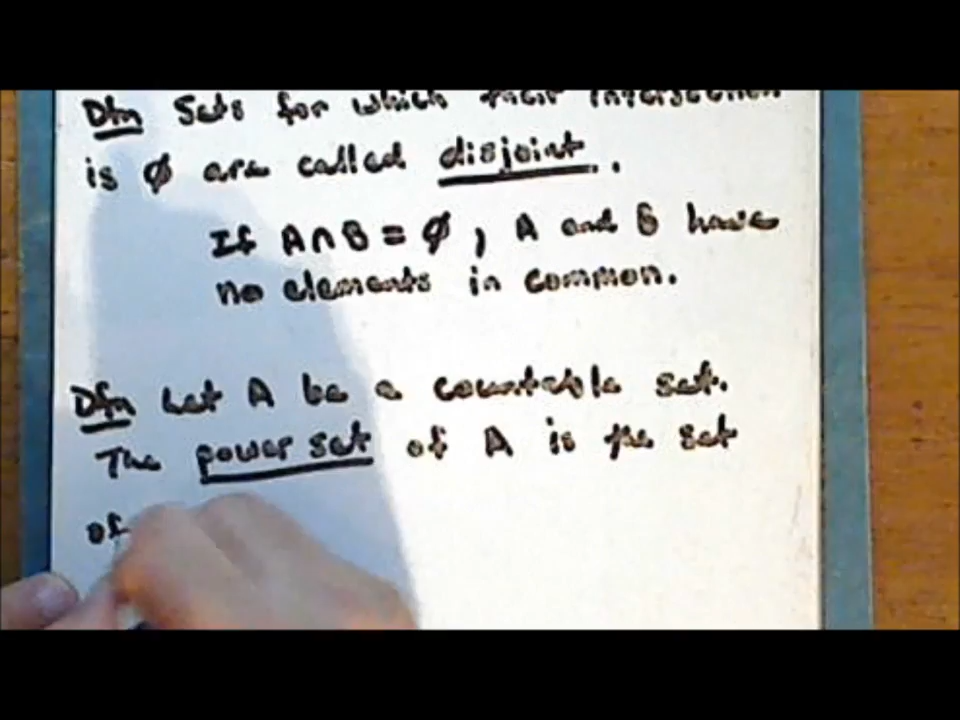 Dfn Sets for which their intersection
is ∅ are called disjoint.
If A∩B = ∅, A and B have
no elements in common.
Dfn Let A be a countable set.
The power set of A is the set
of